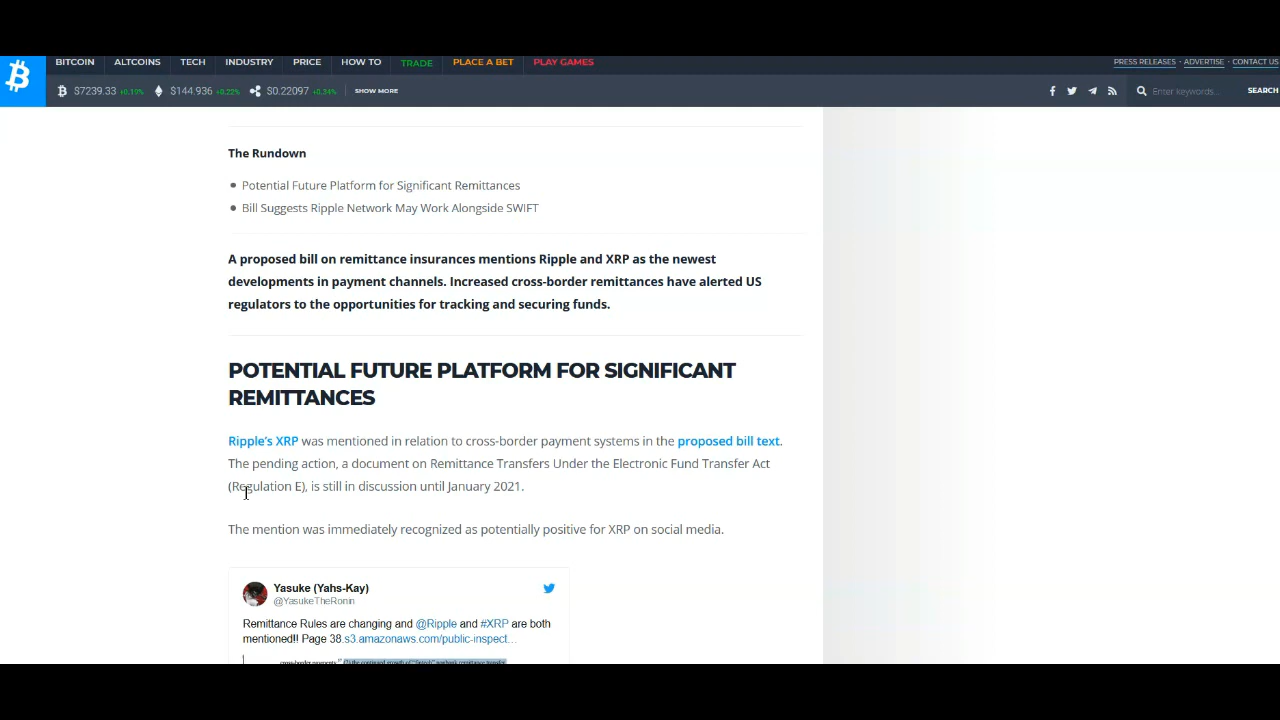 BITCOIN ALTCOINS TECH INDUSTRY PRICE HOW TO TRADE PLACE A BET PLAY GAMES PRESS RELEASES - ADVERTISE - CONTACT US
$7239.33 +0,19% $144.936 +0,22% $0.22097 +0,34% SHOW MORE Enter keywords... SEARCH
The Rundown
Potential Future Platform for Significant Remittances
Bill Suggests Ripple Network May Work Alongside SWIFT
A proposed bill on remittance insurances mentions Ripple and XRP as the newest
developments in payment channels. Increased cross-border remittances have alerted US
regulators to the opportunities for tracking and securing funds.
POTENTIAL FUTURE PLATFORM FOR SIGNIFICANT
REMITTANCES
Ripple's XRP was mentioned in relation to cross-border payment systems in the proposed bill text.
The pending action, a document on Remittance Transfers Under the Electronic Fund Transfer Act
(Regulation E), is still in discussion until January 2021.
The mention was immediately recognized as potentially positive for XRP on social media.
Yasuke (Yahs-Kay)
@YasukeTheRonin
Remittance Rules are changing and @Ripple and #XRP are both
mentioned!! Page 38.s3.amazonaws.com/public-inspect...